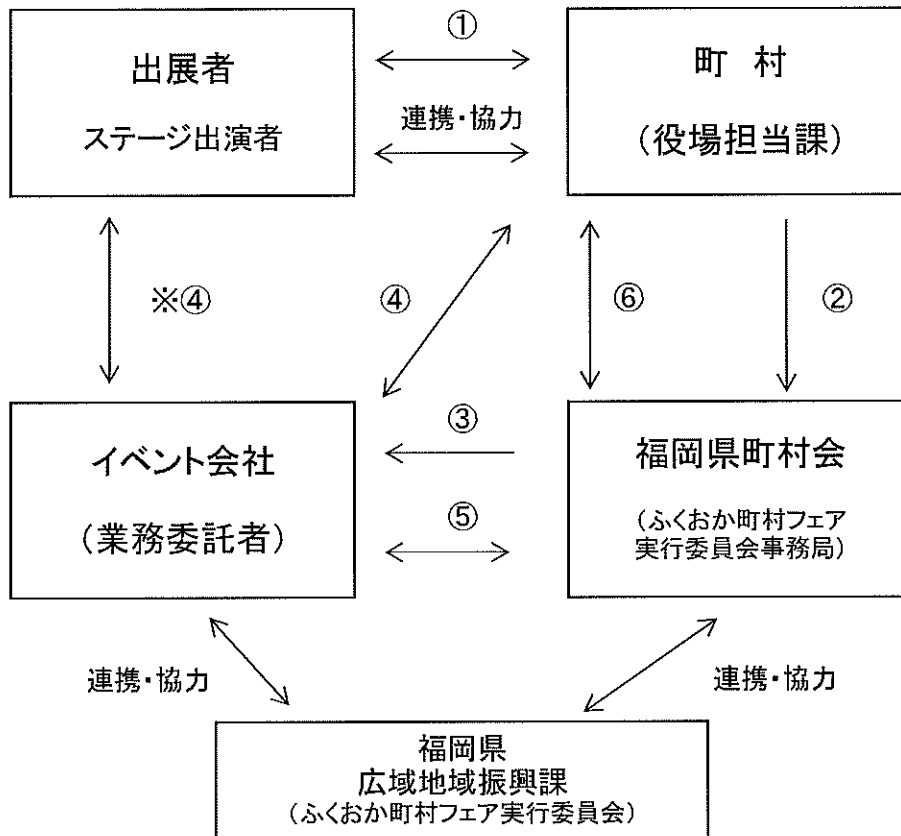 ①
出展者
ステージ出演者
連携・協力
町 村
(役場担当課)
※④
④
⑥
②
イベント会社
(業務委託者)
③
⑤
福岡県町村会
(ふくおか町村フェア
実行委員会事務局)
連携・協力
連携・協力
福岡県
広域地域振興課
(ふくおか町村フェア実行委員会)